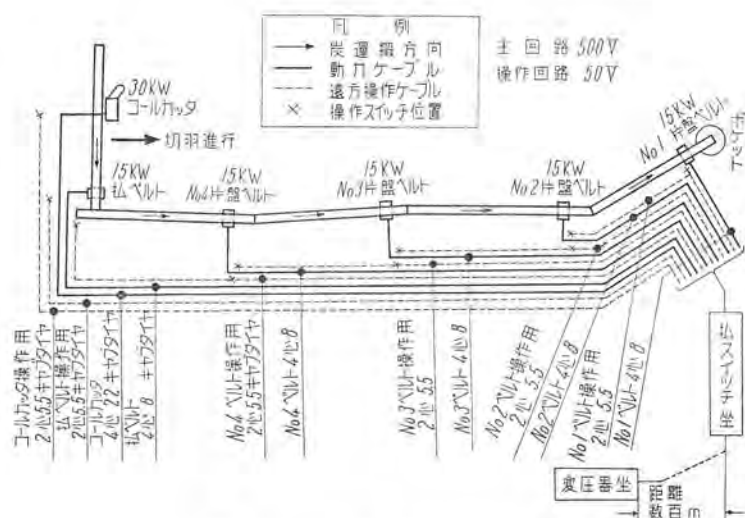 凡例
炭運搬方向
動力ケーブル
遠方操作ケーブル
操作スイッチ位置
主回路 500V
操作回路 50V
30KW
コールカッタ
切羽進行
15KW
払ベルト
15KW
No4片盤ベルト
15KW
No3片盤ベルト
15KW
No2片盤ベルト
15KW
No1片盤ベルト
ポケット
コールカッタ操作用
2心5.5キャブタイヤ
払ベルト操作用
2心5.5キャブタイヤ
コールカッタ
4心22キャブタイヤ
払ベルト
4心8 キャブタイヤ
No4ベルト操作用
2心5.5キャブタイヤ
No4ベルト4心8
No3ベルト操作用
2心5.5
No3ベルト4心8
No2ベルト操作用
2心5.5
No2ベルト4心8
No1ベルト操作用
2心5.5
No1ベルト4心8
払スイッチ坐
変圧器坐
距離
数百m